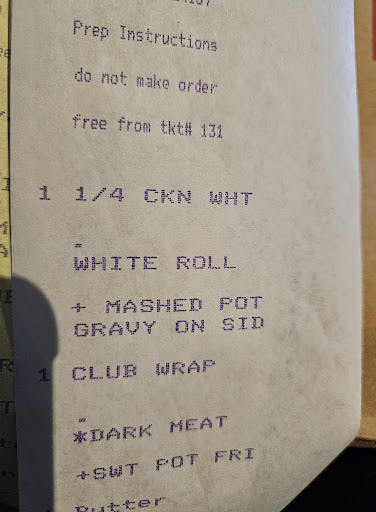 Prep Instructions
do not make order
free from tkt# 131
1 1/4 CKN WHT
-
WHITE ROLL
+ MASHED POT
GRAVY ON SID
1 CLUB WRAP
*DARK MEAT
+SWT POT FRI
Butter